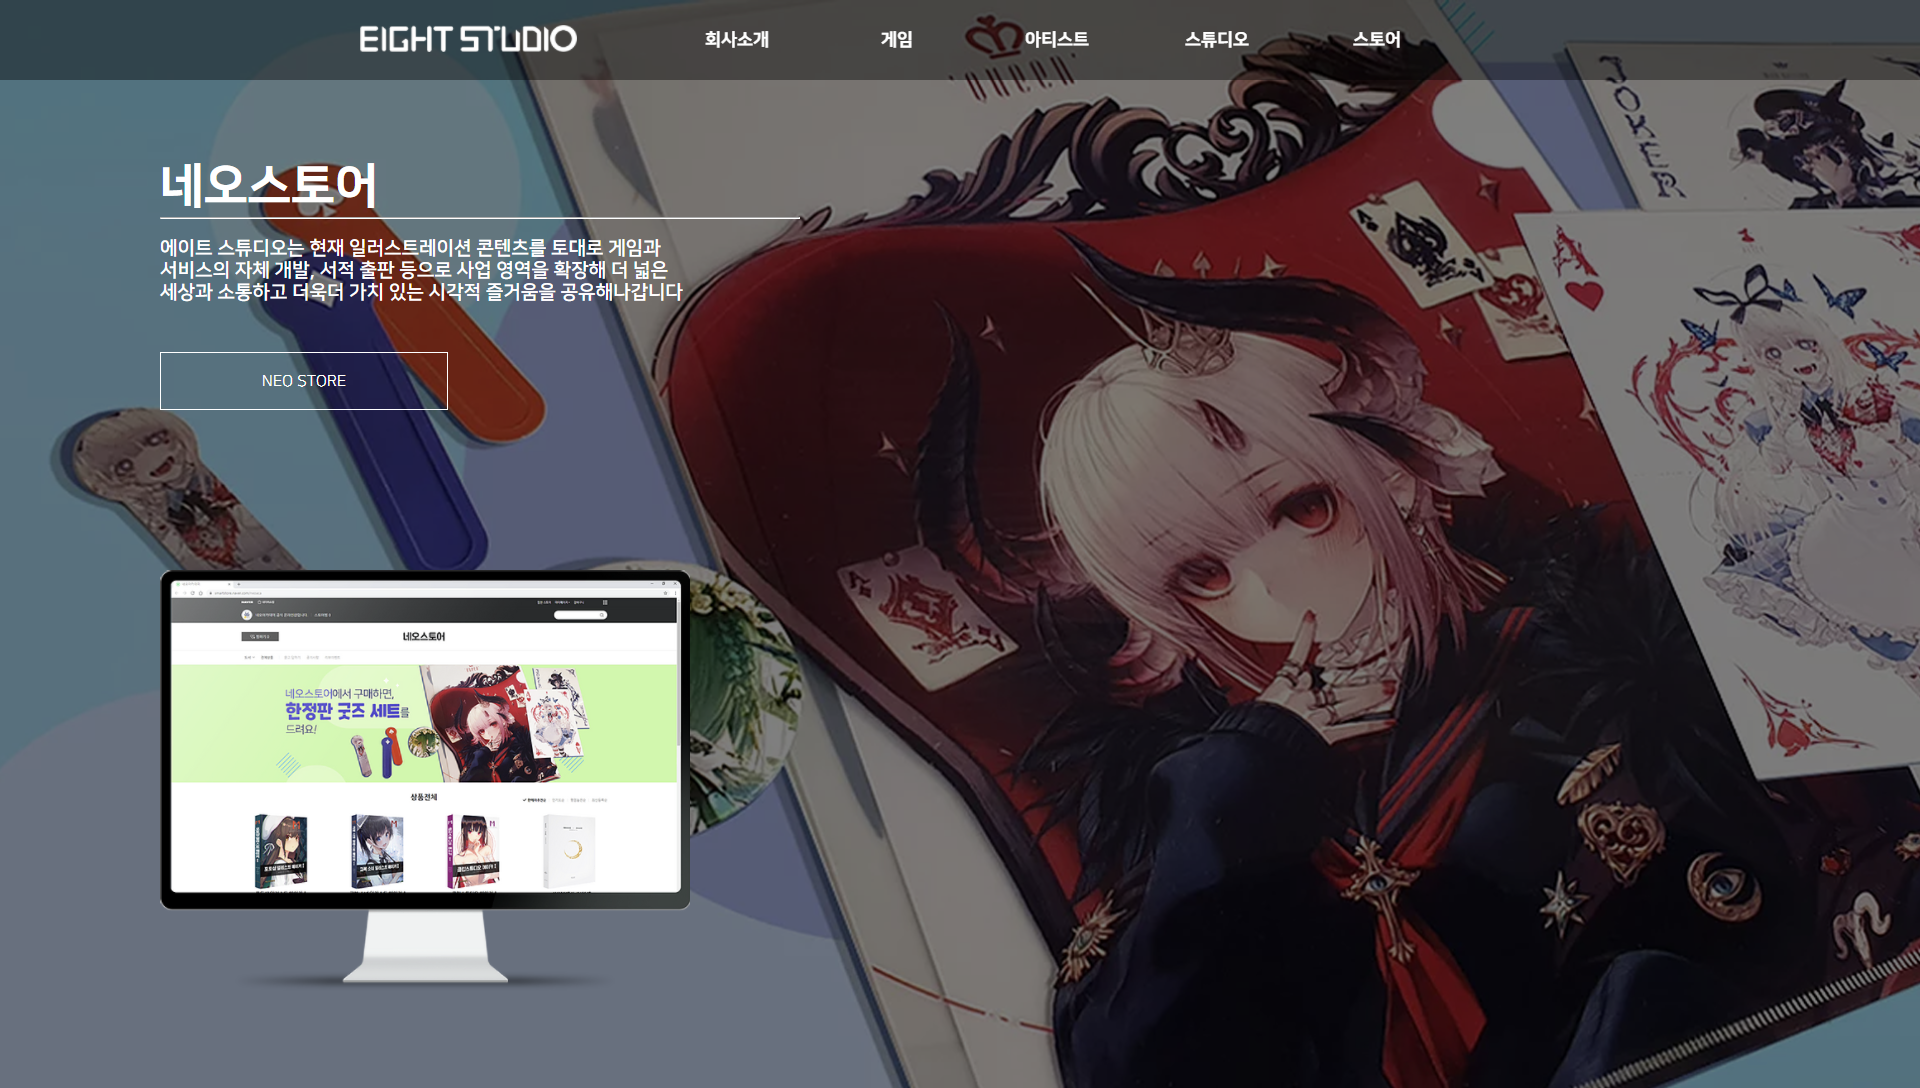 EIGHT STUDIO
회사소개
게임
아티스트
스튜디오
스토어
Queen
JOKER
네오스토어
에이트 스튜디오는 현재 일러스트레이션 콘텐츠를 토대로 게임과
서비스의 자체 개발, 서적 출판 등으로 사업 영역을 확장해 더 넓은
세상과 소통하고 더욱더 가치 있는 시각적 즐거움을 공유해나갑니다
NEO STORE
A
A
네오스토어
네오스토어에서 구매하면,
한정판 굿즈 세트를
드려요!
상품전체